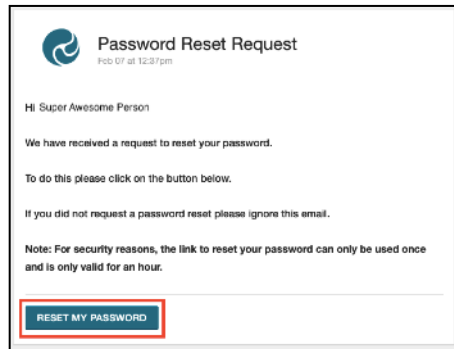 Password Reset Request
Feb 07 at 12:37pm
Hi Super Awesome Person
We have received a request to reset your password.
To do this please click on the button below.
If you did not request a password reset please ignore this email.
Note: For security reasons, the link to reset your password can only be used once
and is only valid for an hour.
RESET MY PASSWORD